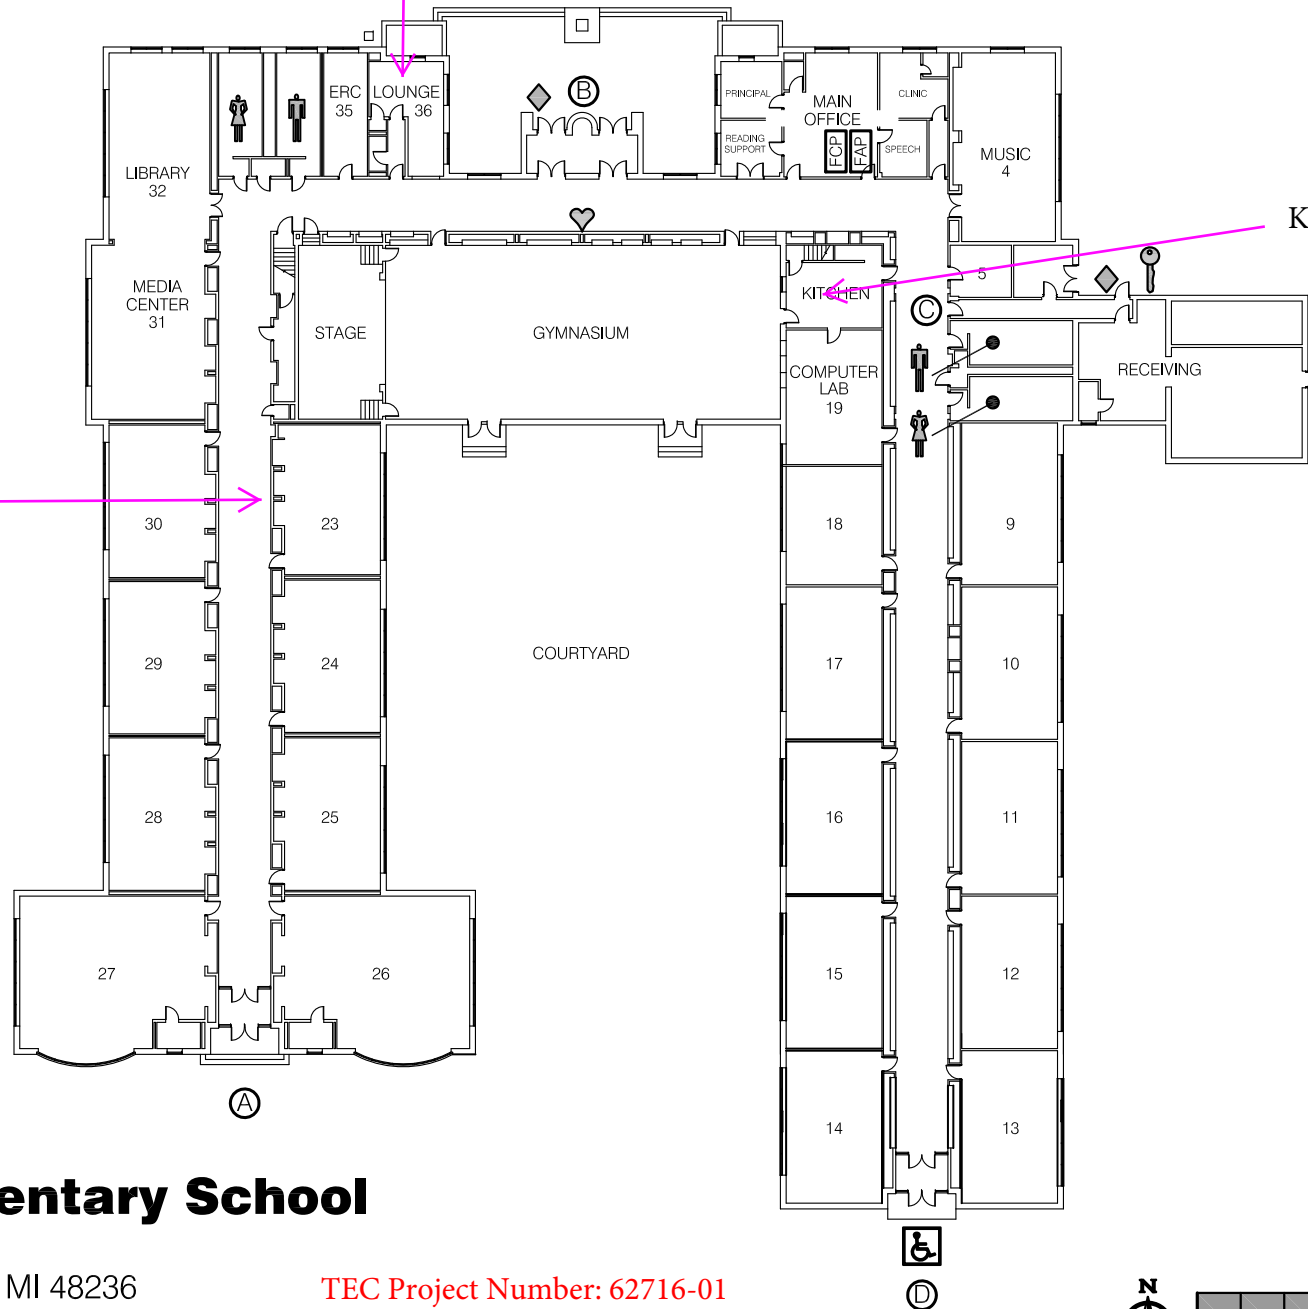 ERC
35
LOUNGE
36
B
PRINCIPAL
READING
SUPPORT
MAIN
OFFICE
FCP
FAP
CLINIC
SPEECH
MUSIC
4
LIBRARY
32
K
MEDIA
CENTER
31
STAGE
GYMNASIUM
KITCHEN
5
C
COMPUTER
LAB
19
RECEIVING
30
23
18
9
29
24
COURTYARD
17
10
28
25
16
11
27
26
15
12
A
14
13
entary School
MI 48236
TEC Project Number: 62716-01
D
N